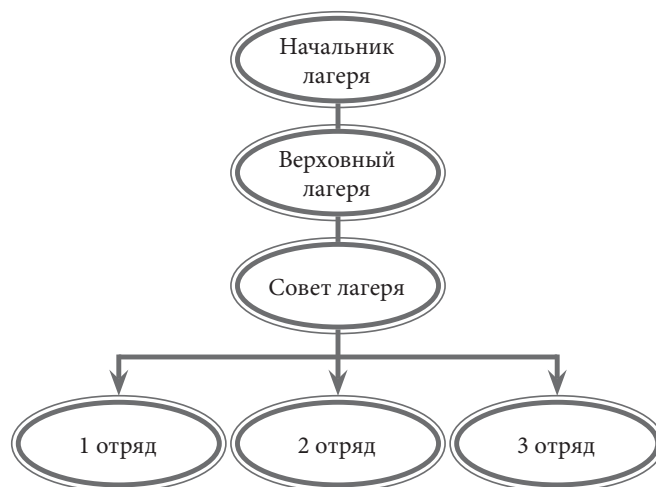 Начальник
лагеря
Верховный
лагеря
Совет лагеря
1 отряд
2 отряд
3 отряд